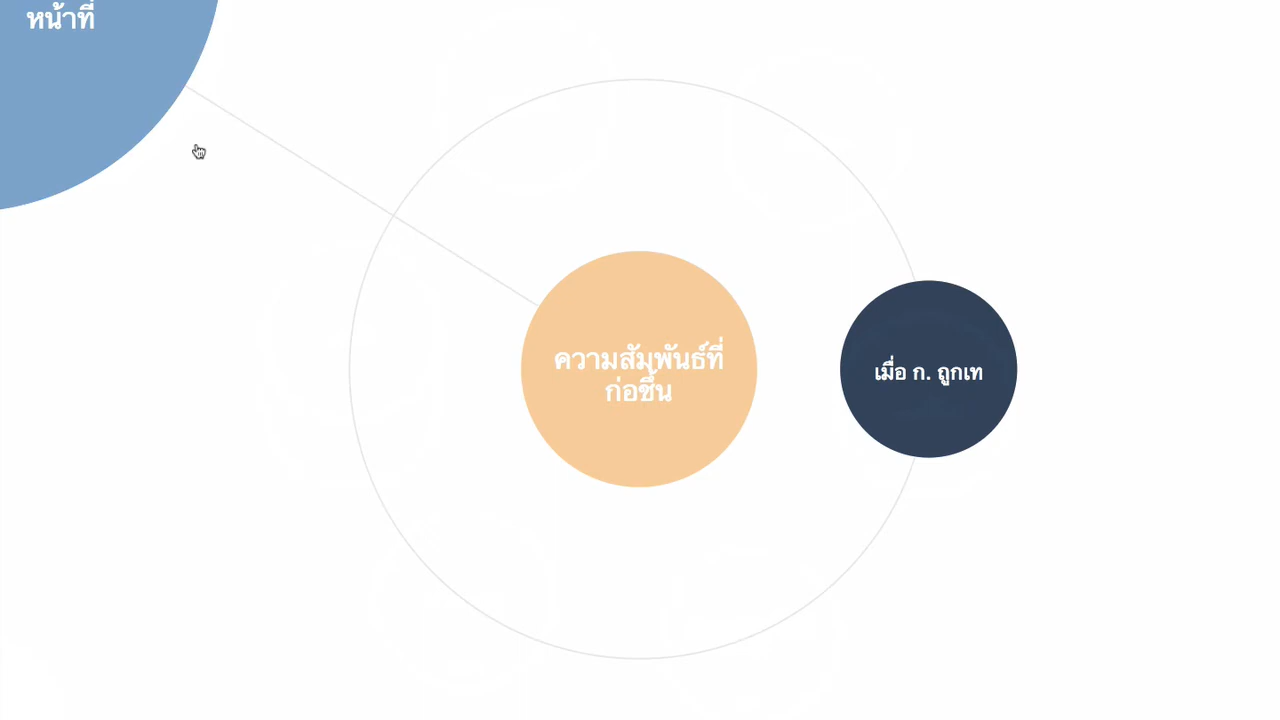 หน้าที่
ความสัมพันธ์ที่
ก่อขึ้น
เมื่อ ก. ถูกเท